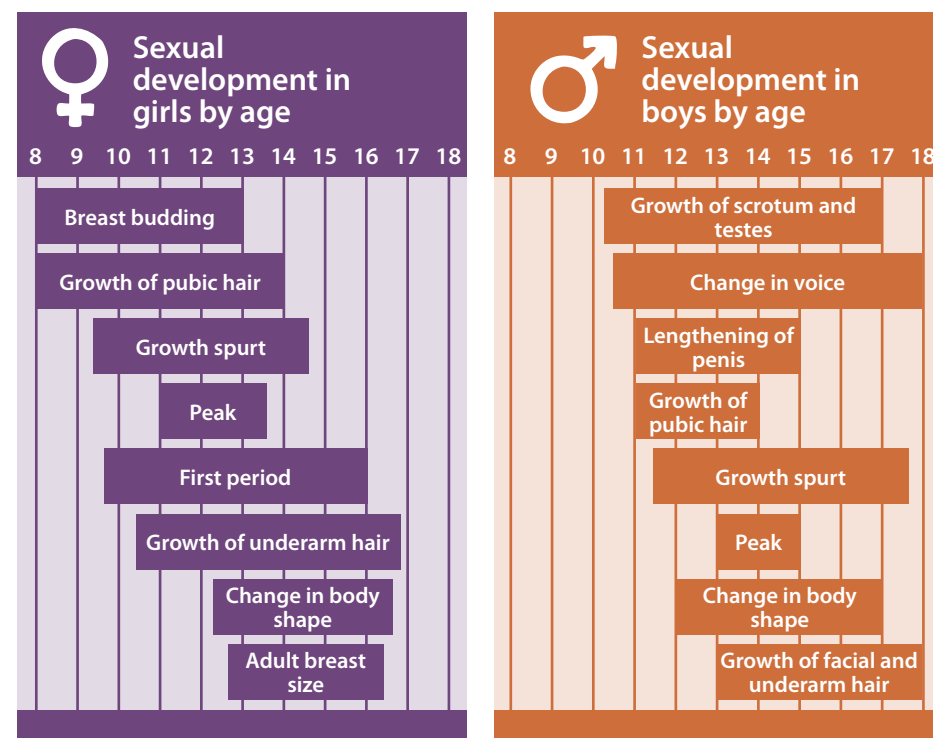 Sexual
development in
girls by age
8 9 10 11 12 13 14 15 16 17 18
Breast budding
Growth of pubic hair
Growth spurt
Peak
First period
Growth of underarm hair
Change in body
shape
Adult breast
size
Sexual
development in
boys by age
8 9 10 11 12 13 14 15 16 17 18
Growth of scrotum and
testes
Change in voice
Lengthening of
penis
Growth of
pubic hair
Growth spurt
Peak
Change in body
shape
Growth of facial and
underarm hair